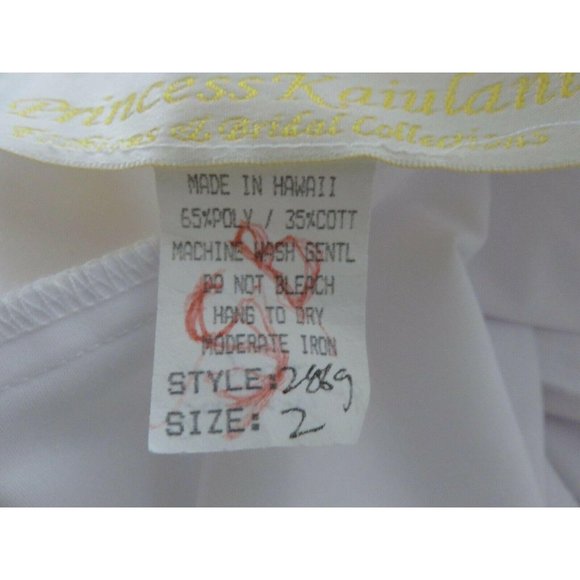 Princess Kaiulani
& Bridal Collections
MADE IN HAWAII
65%POLY / 35%COTT
MACHINE WASH GENTL
DO NOT BLEACH
HANG TO DRY
MODERATE IRON
STYLE: 2869
SIZE: 2